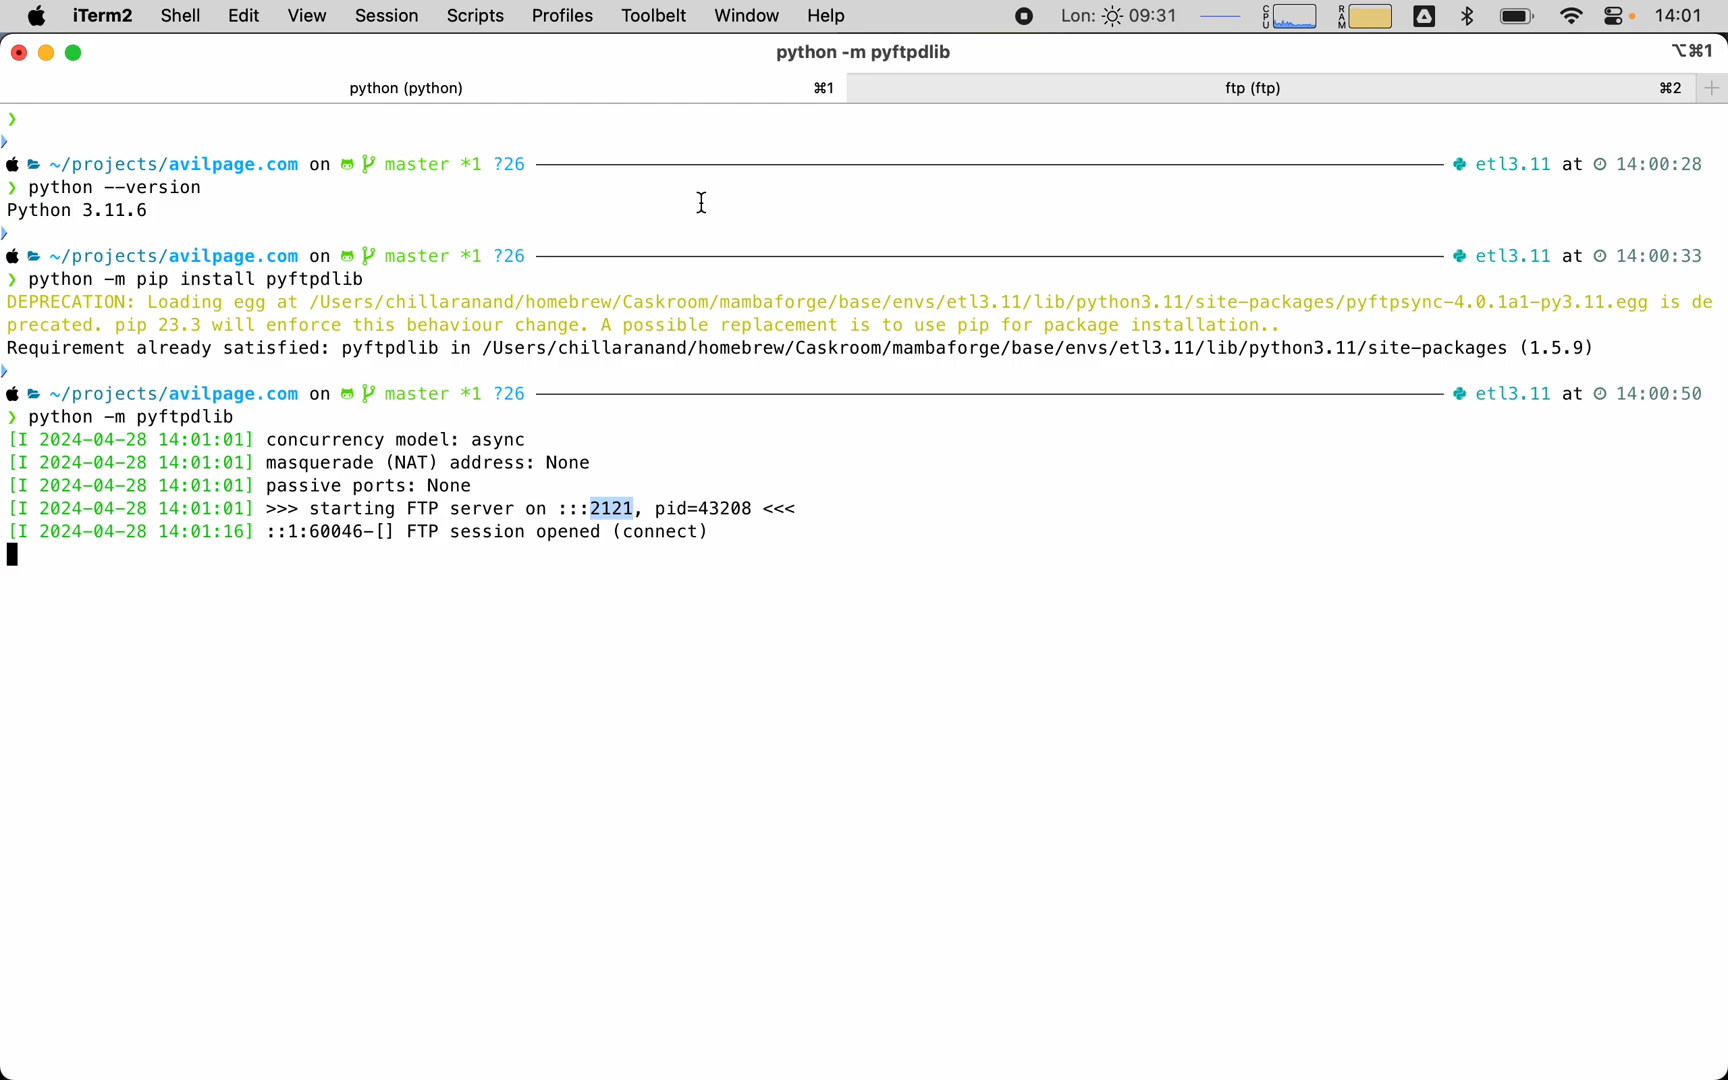 iTerm2 Shell Edit View Session Scripts Profiles Toolbelt Window Help Lon: 09:31 CPU RAM 14:01
python -m pyftpdlib ⌥⌘1
python (python) ⌘1 ftp (ftp) ⌘2 +
❯
~/projects/avilpage.com on master *1 ?26 etl3.11 at 14:00:28
❯ python --version
Python 3.11.6
~/projects/avilpage.com on master *1 ?26 etl3.11 at 14:00:33
❯ python -m pip install pyftpdlib
DEPRECATION: Loading egg at /Users/chillaranand/homebrew/Caskroom/mambaforge/base/envs/etl3.11/lib/python3.11/site-packages/pyftpsync-4.0.1a1-py3.11.egg is de
precated. pip 23.3 will enforce this behaviour change. A possible replacement is to use pip for package installation..
Requirement already satisfied: pyftpdlib in /Users/chillaranand/homebrew/Caskroom/mambaforge/base/envs/etl3.11/lib/python3.11/site-packages (1.5.9)
~/projects/avilpage.com on master *1 ?26 etl3.11 at 14:00:50
❯ python -m pyftpdlib
[I 2024-04-28 14:01:01] concurrency model: async
[I 2024-04-28 14:01:01] masquerade (NAT) address: None
[I 2024-04-28 14:01:01] passive ports: None
[I 2024-04-28 14:01:01] >>> starting FTP server on :::2121, pid=43208 <<<
[I 2024-04-28 14:01:16] ::1:60046-[] FTP session opened (connect)